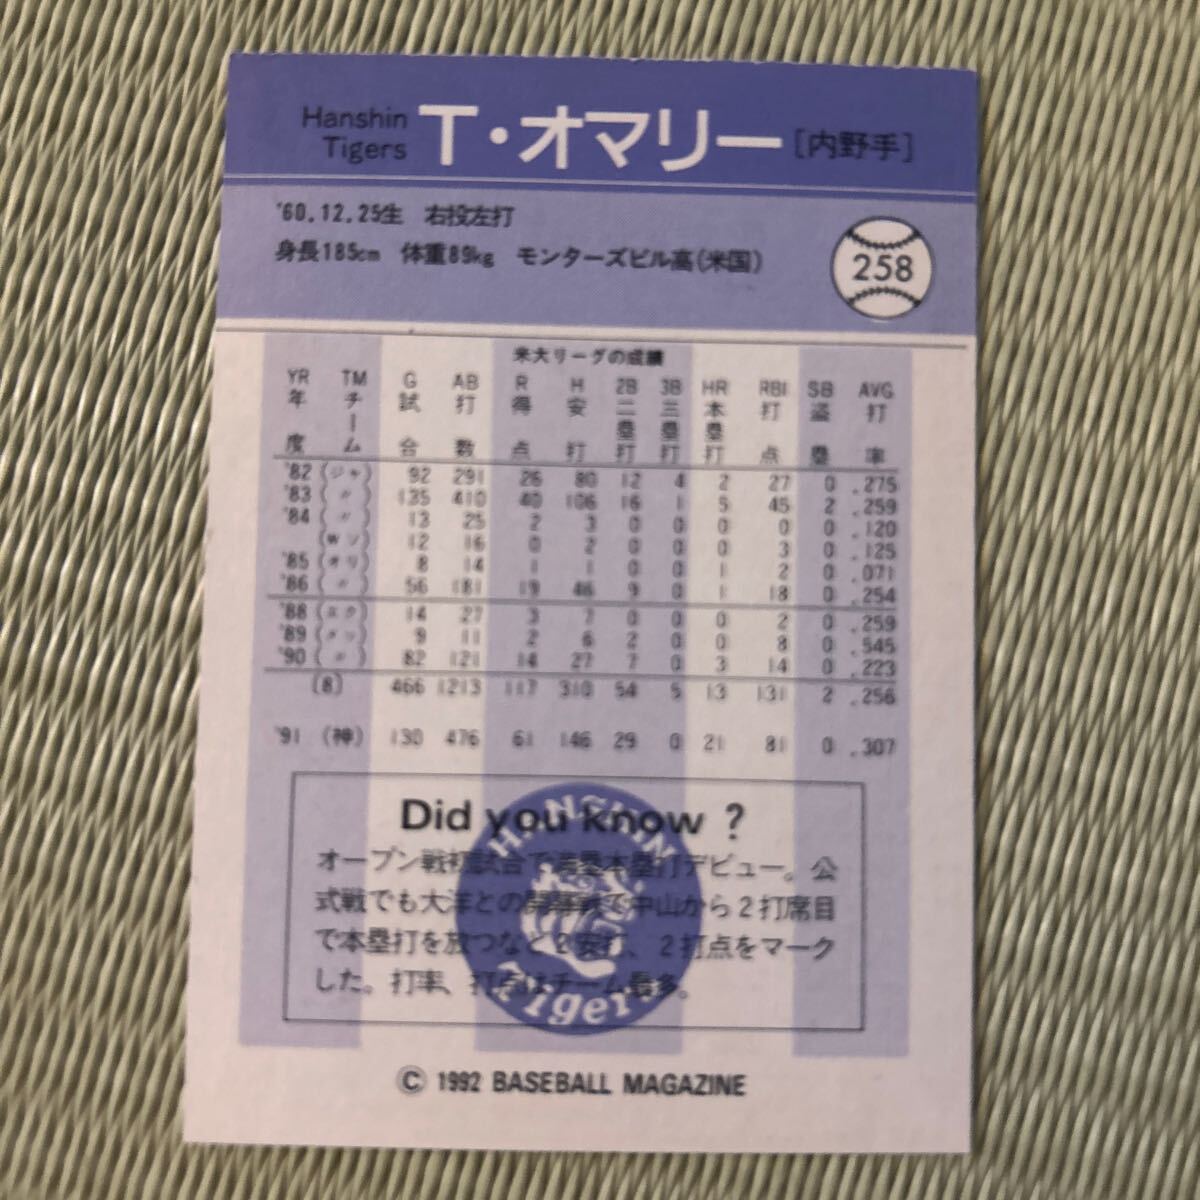 Hanshin Tigers T・オマリー [内野手]
'60.12.25生 右投左打
身長185cm 体重89kg モンターズビル高(米国)
258
米大リーグの成績
YR TM G AB R H 2B 3B HR RBI SB AVG
年度 チーム 試合 打数 得点 安打 二塁打 三塁打 本塁打 打点 盗塁 打率
'82 (ジャ) 92 291 26 80 12 4 2 27 0 .275
'83 (〃) 135 410 40 106 16 1 5 45 2 .259
'84 (〃) 13 25 2 3 0 0 0 0 0 .120
(Wソ) 12 16 0 2 0 0 0 3 0 .125
'85 (オリ) 8 14 1 1 0 0 1 2 0 .071
'86 (〃) 56 181 19 46 9 0 1 18 0 .254
'88 (エク) 14 27 3 7 0 0 0 2 0 .259
'89 (メッ) 9 11 2 6 2 0 0 8 0 .545
'90 (〃) 82 121 14 27 7 0 3 14 0 .223
(8) 466 1213 117 310 54 5 13 131 2 .256
'91 (神) 130 476 61 146 29 0 21 81 0 .307
Did you know ?
オープン戦初試合で満塁本塁打デビュー。公
式戦でも大洋との開幕戦で中山から2打席目
で本塁打を放つなど2安打、2打点をマーク
した。打率、打点はチーム最多。
HANSHIN
Tigers
© 1992 BASEBALL MAGAZINE